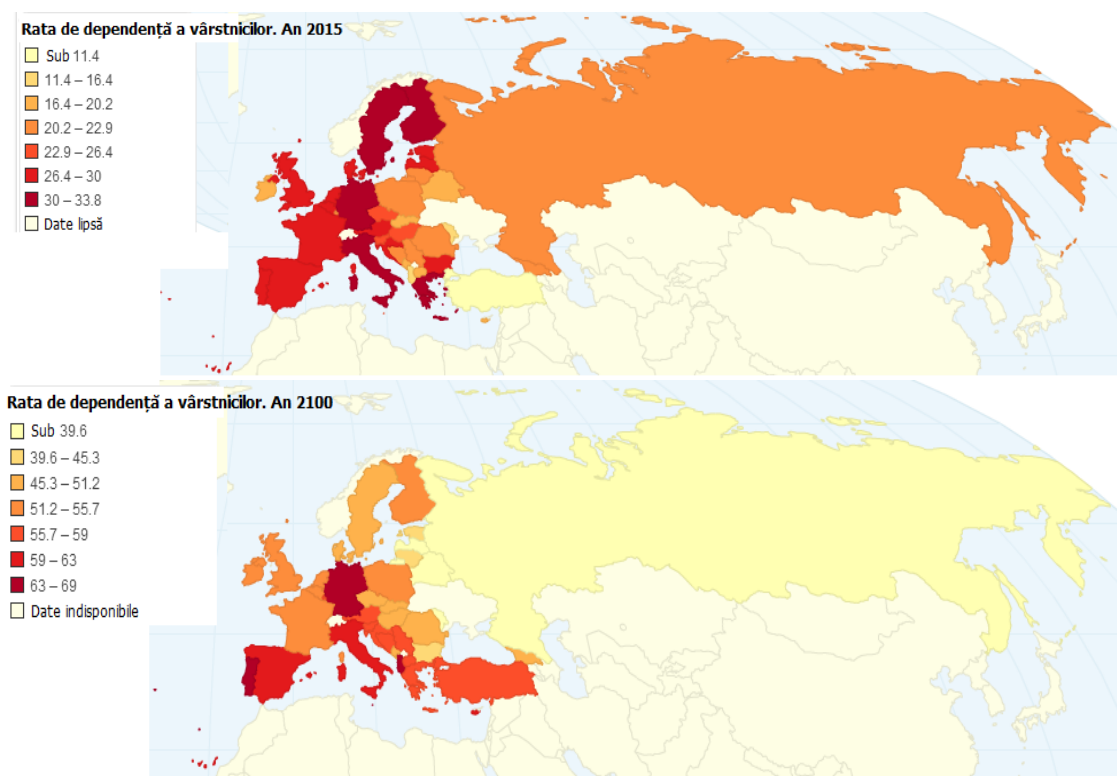 Rata de dependență a vârstnicilor. An 2015
Sub 11.4
11.4 – 16.4
16.4 – 20.2
20.2 – 22.9
22.9 – 26.4
26.4 – 30
30 – 33.8
Date lipsă
Rata de dependență a vârstnicilor. An 2100
Sub 39.6
39.6 – 45.3
45.3 – 51.2
51.2 – 55.7
55.7 – 59
59 – 63
63 – 69
Date indisponibile